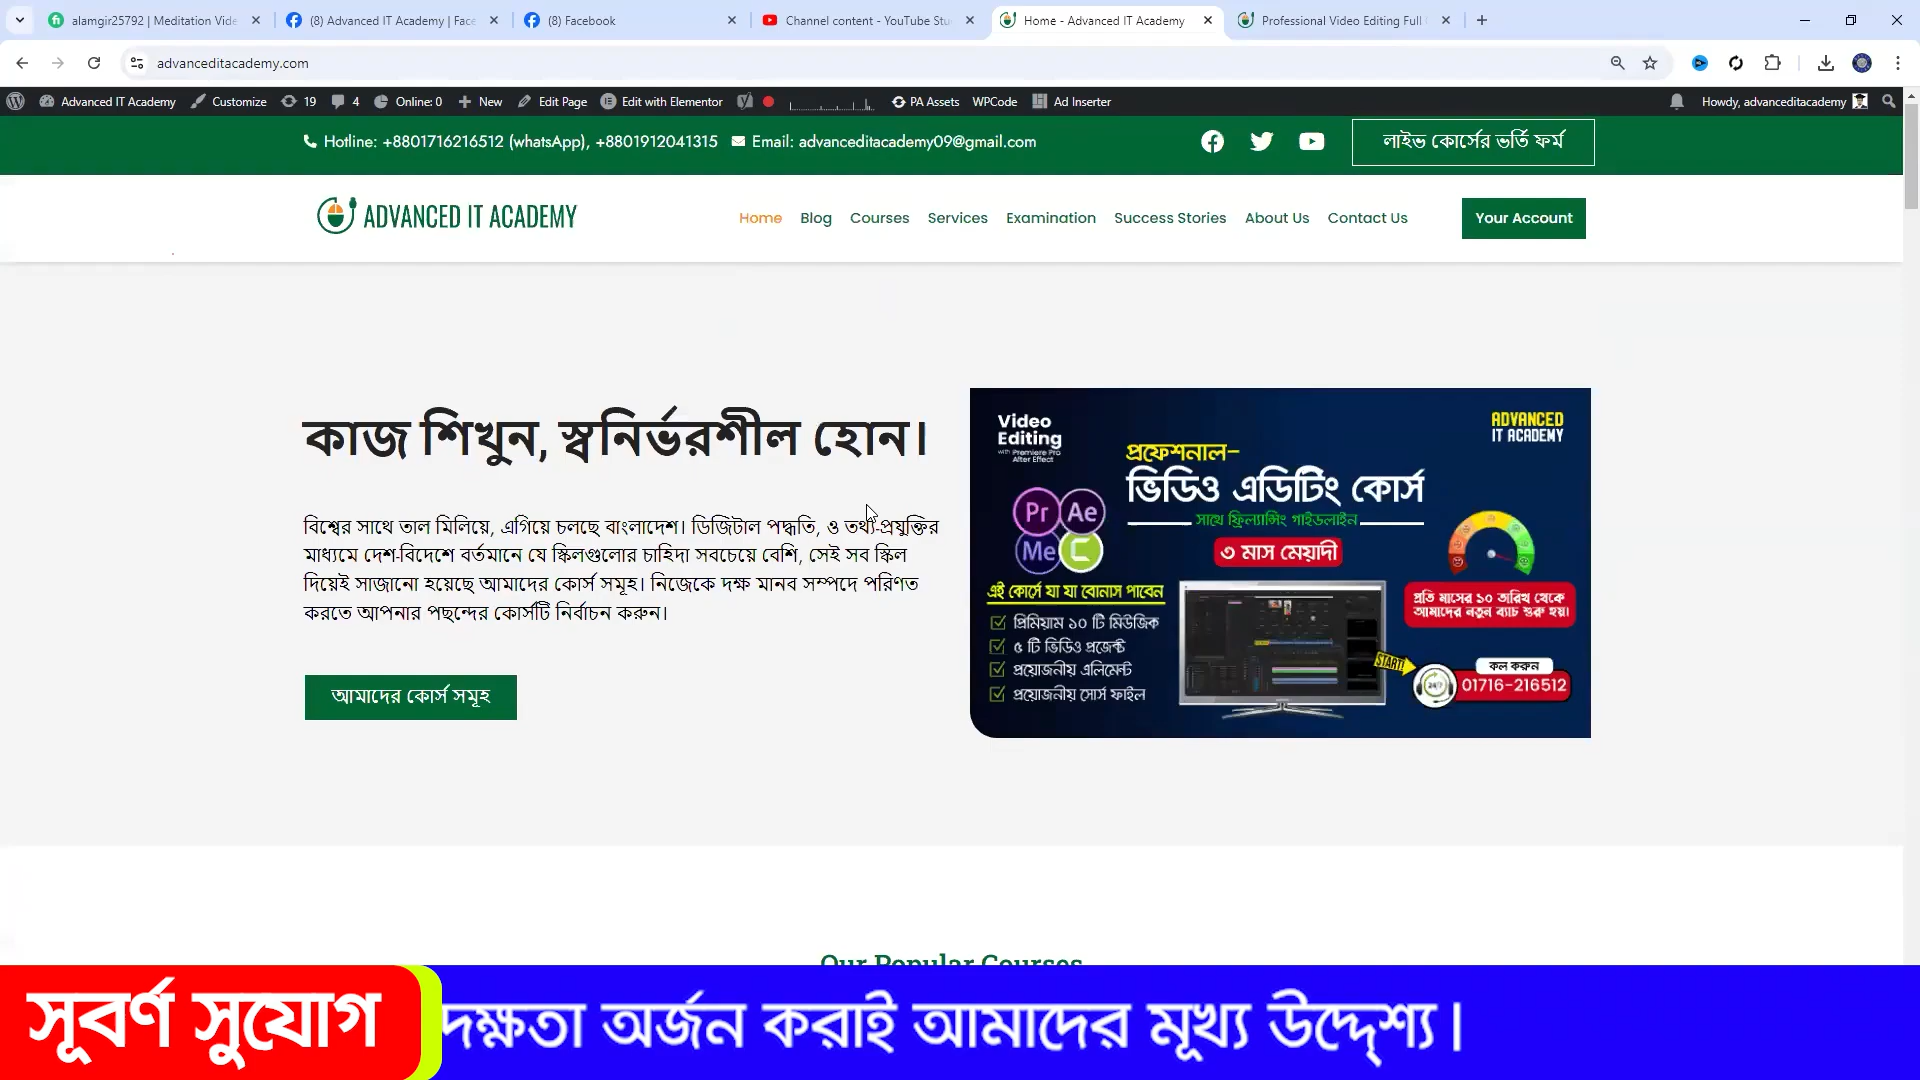 alamgir25792 | Meditation Vide
(8) Advanced IT Academy | Face
(8) Facebook
Channel content - YouTube Stu
Home - Advanced IT Academy
Professional Video Editing Full C
advanceditacademy.com
Advanced IT Academy Customize 19 4 Online: 0 New Edit Page Edit with Elementor PA Assets WPCode Ad Inserter Howdy, advanceditacademy
Hotline: +8801716216512 (whatsApp), +8801912041315 Email: advanceditacademy09@gmail.com
লাইভ কোর্সের ভর্তি ফর্ম
ADVANCED IT ACADEMY
Home Blog Courses Services Examination Success Stories About Us Contact Us Your Account
কাজ শিখুন, স্বনির্ভরশীল হোন।
বিশ্বের সাথে তাল মিলিয়ে, এগিয়ে চলছে বাংলাদেশ। ডিজিটাল পদ্ধতি, ও তথ্য-প্রযুক্তির
মাধ্যমে দেশ-বিদেশে বর্তমানে যে স্কিলগুলোর চাহিদা সবচেয়ে বেশি, সেই সব স্কিল
দিয়েই সাজানো হয়েছে আমাদের কোর্স সমূহ। নিজেকে দক্ষ মানব সম্পদে পরিণত
করতে আপনার পছন্দের কোর্সটি নির্বাচন করুন।
আমাদের কোর্স সমূহ
Video
Editing
with Premiere Pro
After Effect
ADVANCED
IT ACADEMY
প্রফেশনাল-
ভিডিও এডিটিং কোর্স
সাথে ফ্রিল্যান্সিং গাইডলাইন
৩ মাস মেয়াদী
Pr Ae
Me C
এই কোর্সে যা যা বোনাস পাবেন
প্রিমিয়াম ১০ টি মিউজিক
৫ টি ভিডিও প্রজেক্ট
প্রয়োজনীয় এলিমেন্ট
প্রয়োজনীয় সোর্স ফাইল
প্রতি মাসের ১০ তারিখ থেকে
আমাদের নতুন ব্যাচ শুরু হয়।
START!
কল করুন
24/7
01716-216512
Our Popular Courses
সূবর্ণ সুযোগ
দক্ষতা অর্জন করাই আমাদের মূখ্য উদ্দেশ্য।